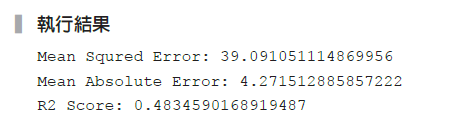 執行結果
Mean Squred Error: 39.091051114869956
Mean Absolute Error: 4.271512885857222
R2 Score: 0.4834590168919487